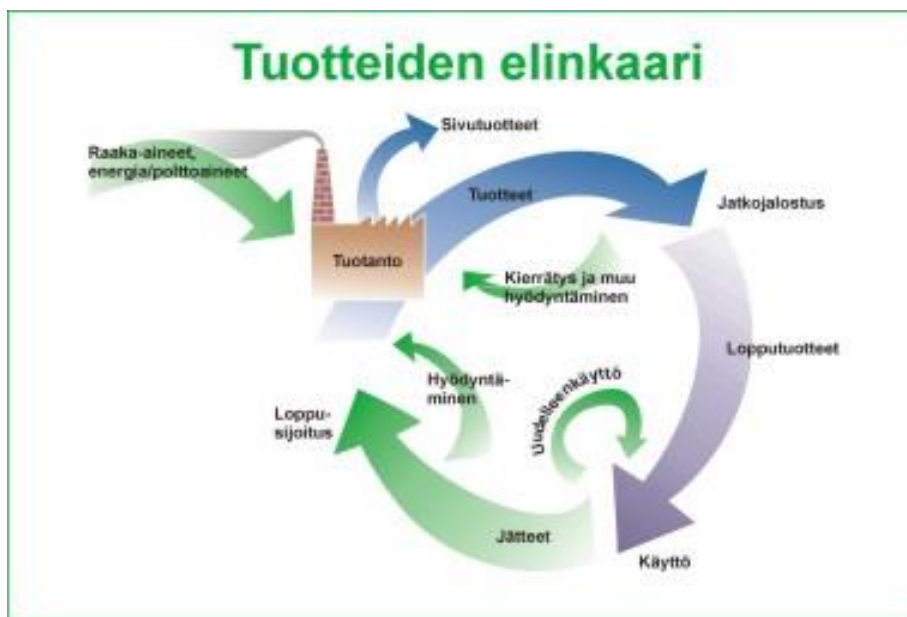 Tuotteiden elinkaari
Sivutuotteet
Raaka-aineet,
energia/polttoaineet
Tuotteet
Jatkojalostus
Tuotanto
Kierrätys ja muu
hyödyntäminen
Lopputuotteet
Uudelleenkäyttö
Hyödyntä-
minen
Loppu-
sijoitus
Jätteet
Käyttö